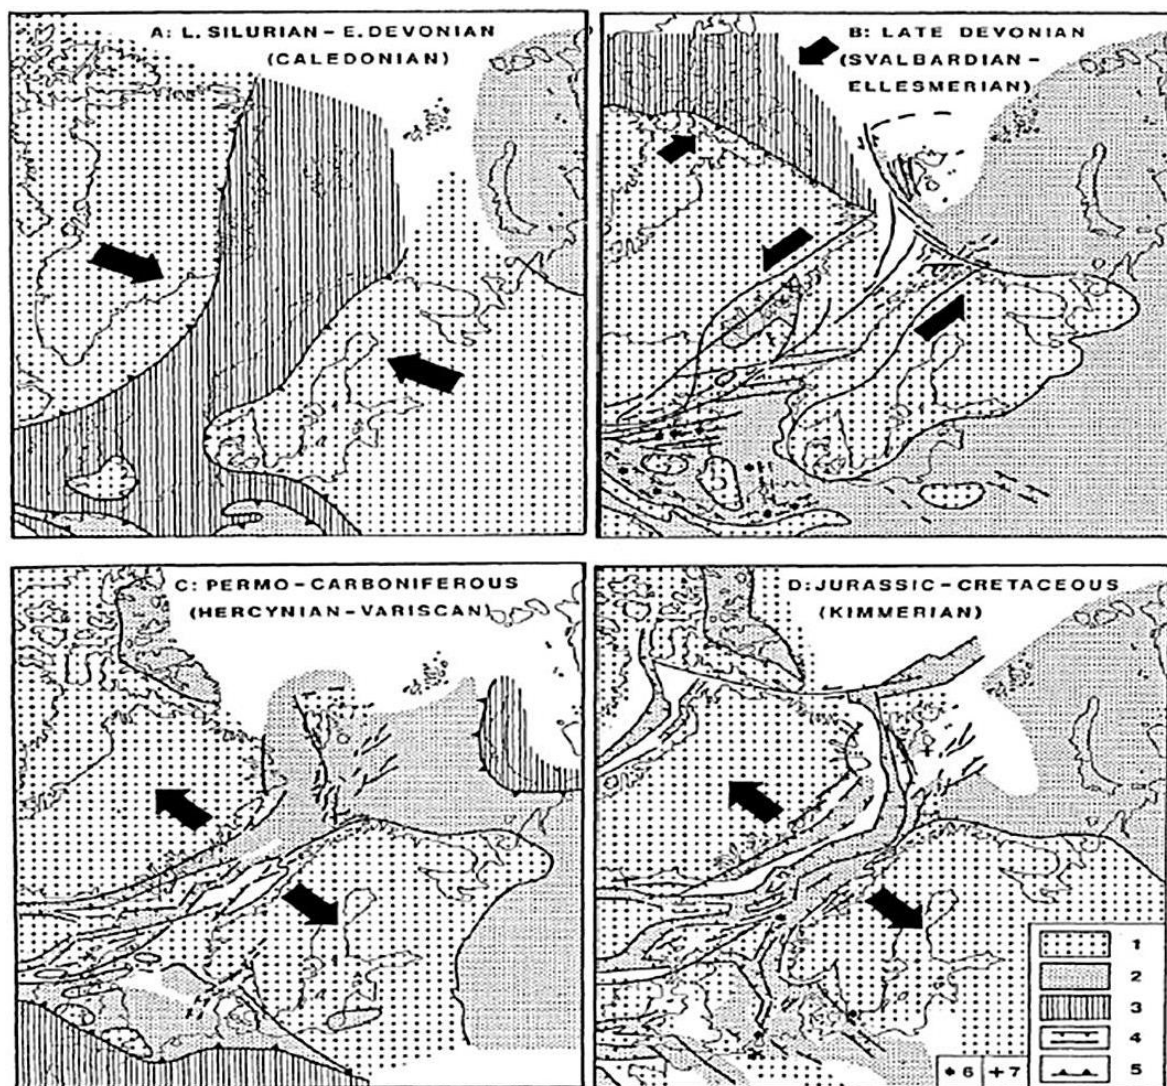 A: L. SILURIAN – E. DEVONIAN
(CALEDONIAN)
B: LATE DEVONIAN
(SVALBARDIAN –
ELLESMERIAN)
C: PERMO-CARBONIFEROUS
(HERCYNIAN–VARISCAN)
D: JURASSIC–CRETACEOUS
(KIMMERIAN)
1
2
3
4
5
6
7